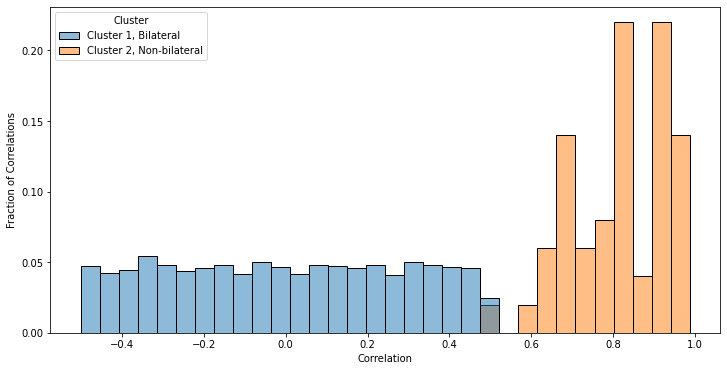 Cluster
Cluster 1, Bilateral
Cluster 2, Non-bilateral
Fraction of Correlations
0.20
0.15
0.10
0.05
0.00
−0.4
−0.2
0.0
0.2
0.4
0.6
0.8
1.0
Correlation